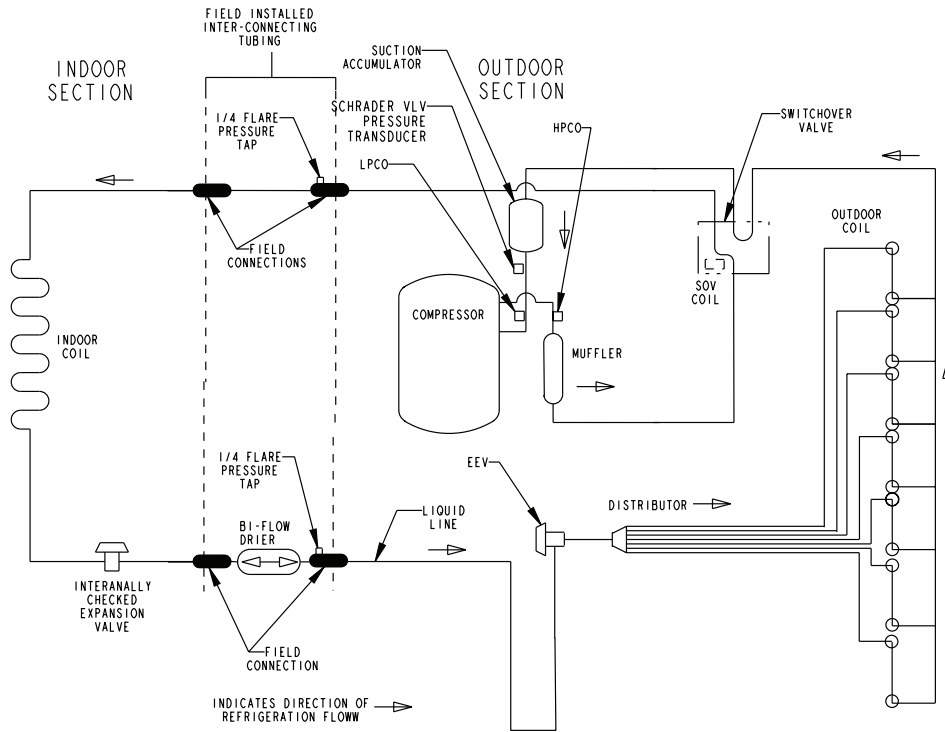 FIELD INSTALLED
INTER-CONNECTING
TUBING
INDOOR
SECTION
SUCTION
ACCUMULATOR
OUTDOOR
SECTION
1/4 FLARE
PRESSURE
TAP
SCHRADER VLV
PRESSURE
TRANSDUCER
LPCO
HPCO
SWITCHOVER
VALVE
FIELD
CONNECTIONS
OUTDOOR
COIL
SOV
COIL
COMPRESSOR
INDOOR
COIL
MUFFLER
1/4 FLARE
PRESSURE
TAP
EEV
LIQUID
LINE
DISTRIBUTOR
BI-FLOW
DRIER
INTERANALLY
CHECKED
EXPANSION
VALVE
FIELD
CONNECTION
INDICATES DIRECTION OF
REFRIGERATION FLOWW